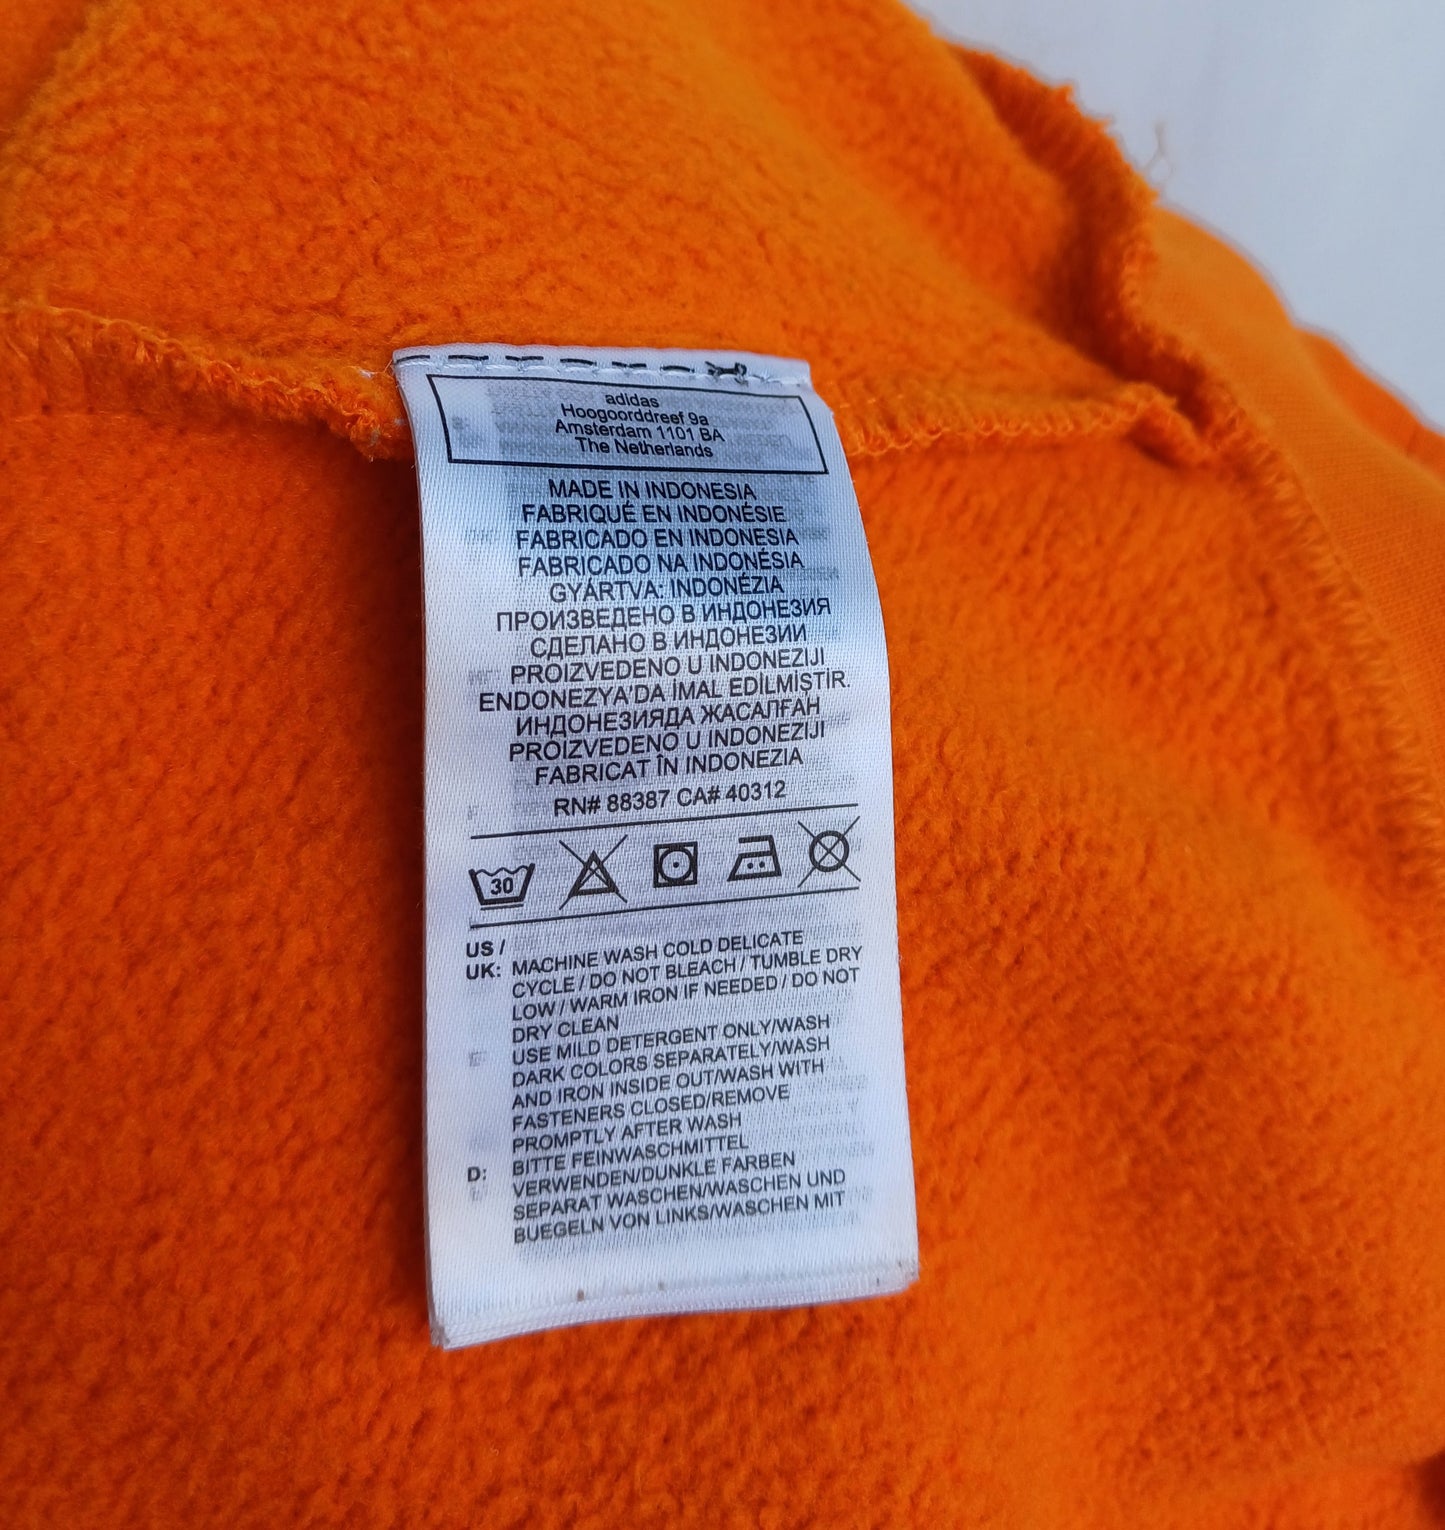 adidas
Hoogoorddreef 9a
Amsterdam 1101 BA
The Netherlands
MADE IN INDONESIA
FABRIQUÉ EN INDONÉSIE
FABRICADO EN INDONESIA
FABRICADO NA INDONÉSIA
GYÁRTVA: INDONÉZIA
ПРОИЗВЕДЕНО В ИНДОНЕЗИЯ
СДЕЛАНО В ИНДОНЕЗИИ
PROIZVEDENO U INDONEZIJI
ENDONEZYA'DA İMAL EDİLMİŞTİR.
ИНДОНЕЗИЯДА ЖАСАЛҒАН
PROIZVEDENO U INDONEZIJI
FABRICAT ÎN INDONEZIA
RN# 88387 CA# 40312
30
US /
UK: MACHINE WASH COLD DELICATE
CYCLE / DO NOT BLEACH / TUMBLE DRY
LOW / WARM IRON IF NEEDED / DO NOT
DRY CLEAN
USE MILD DETERGENT ONLY/WASH
DARK COLORS SEPARATELY/WASH
AND IRON INSIDE OUT/WASH WITH
FASTENERS CLOSED/REMOVE
PROMPTLY AFTER WASH
D: BITTE FEINWASCHMITTEL
VERWENDEN/DUNKLE FARBEN
SEPARAT WASCHEN/WASCHEN UND
BUEGELN VON LINKS/WASCHEN MIT